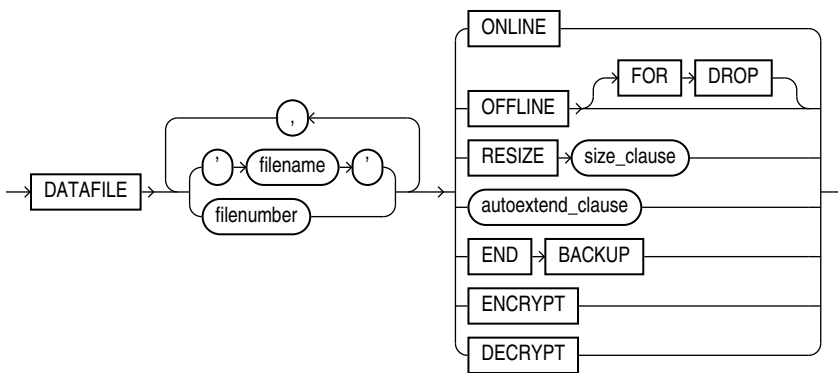 ONLINE
FOR DROP
OFFLINE
,
' filename '
RESIZE size_clause
DATAFILE
filenumber
autoextend_clause
END BACKUP
ENCRYPT
DECRYPT